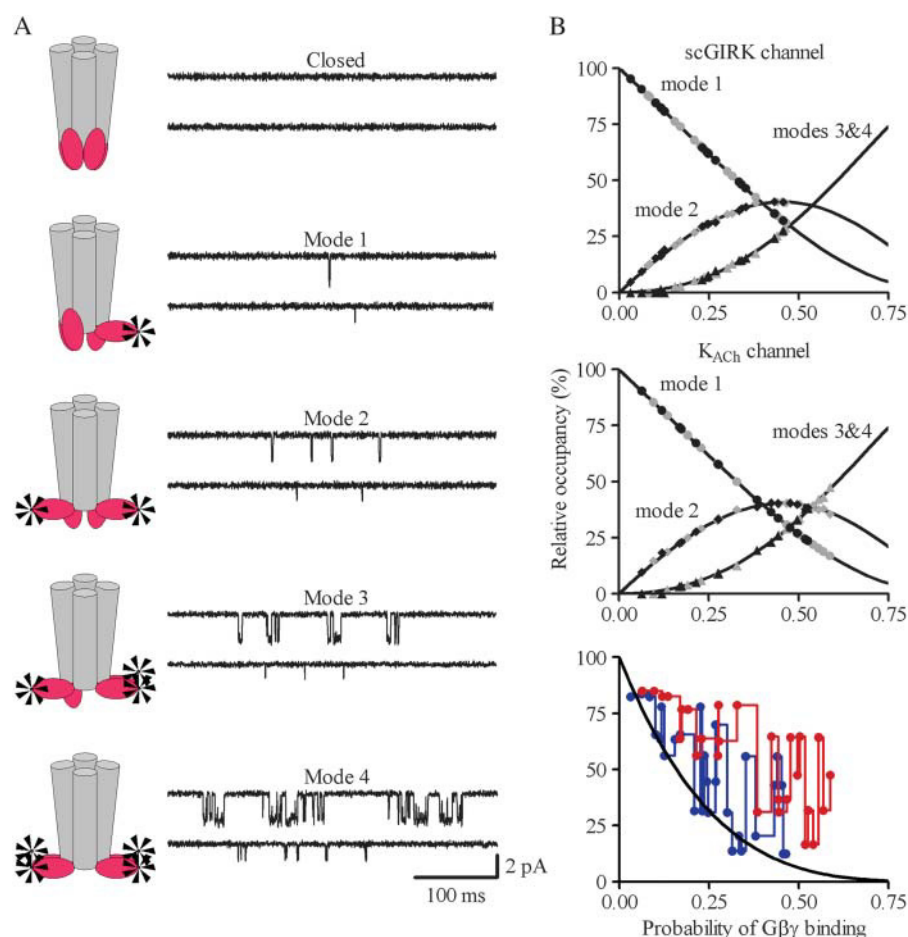 A
Closed
Mode 1
Mode 2
Mode 3
Mode 4
2 pA
100 ms
B
scGIRK channel
100
75
50
25
0
mode 1
modes 3&4
mode 2
0.00 0.25 0.50 0.75
K_ACh channel
100
75
50
25
0
mode 1
modes 3&4
mode 2
0.00 0.25 0.50 0.75
Relative occupancy (%)
100
75
50
25
0
0.00 0.25 0.50 0.75
Probability of Gβγ binding